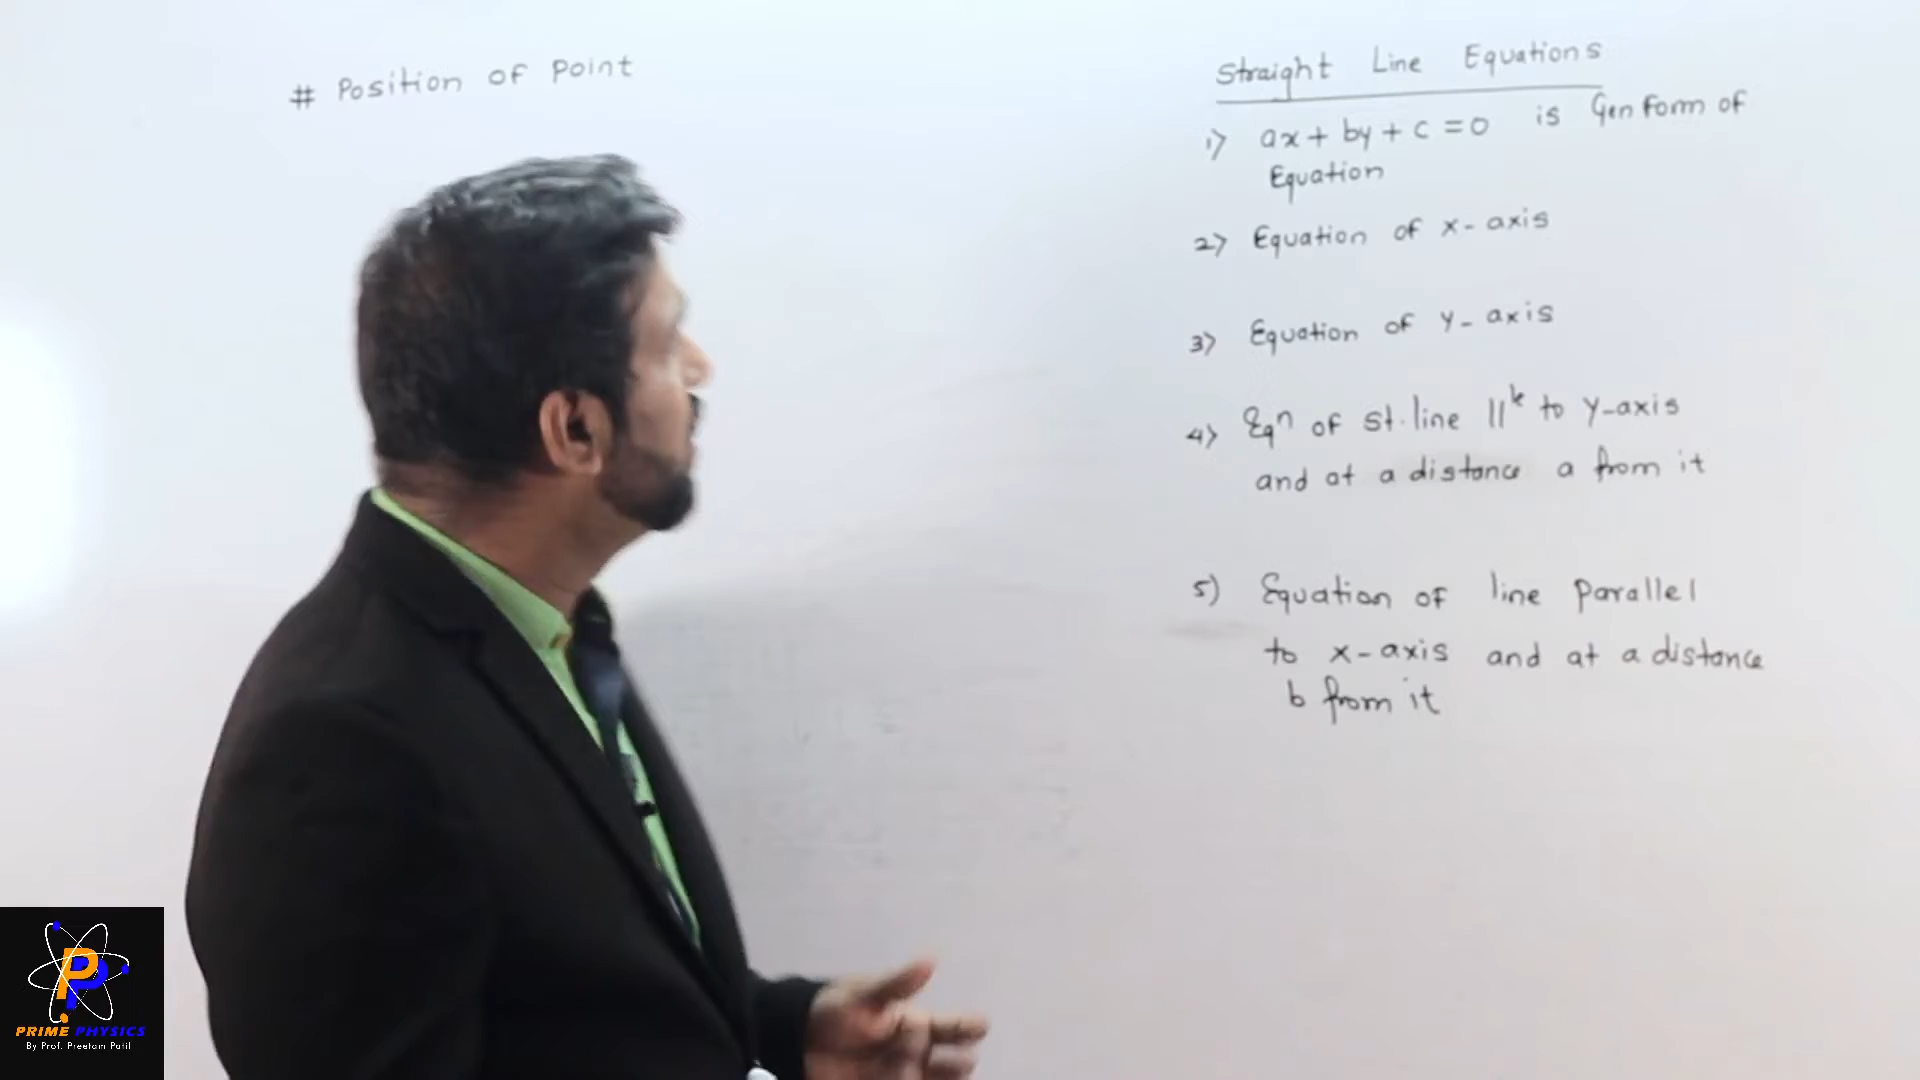 # Position of Point
Straight Line Equations
1) ax + by + c = 0 is Gen Form of
Equation
2) Equation of x-axis
3) Equation of y-axis
4) Eqn of st. line ||k to y-axis
and at a distance a from it
5) Equation of line parallel
to x-axis and at a distance
b from it
PRIME PHYSICS
By Prof. Preetam Patil